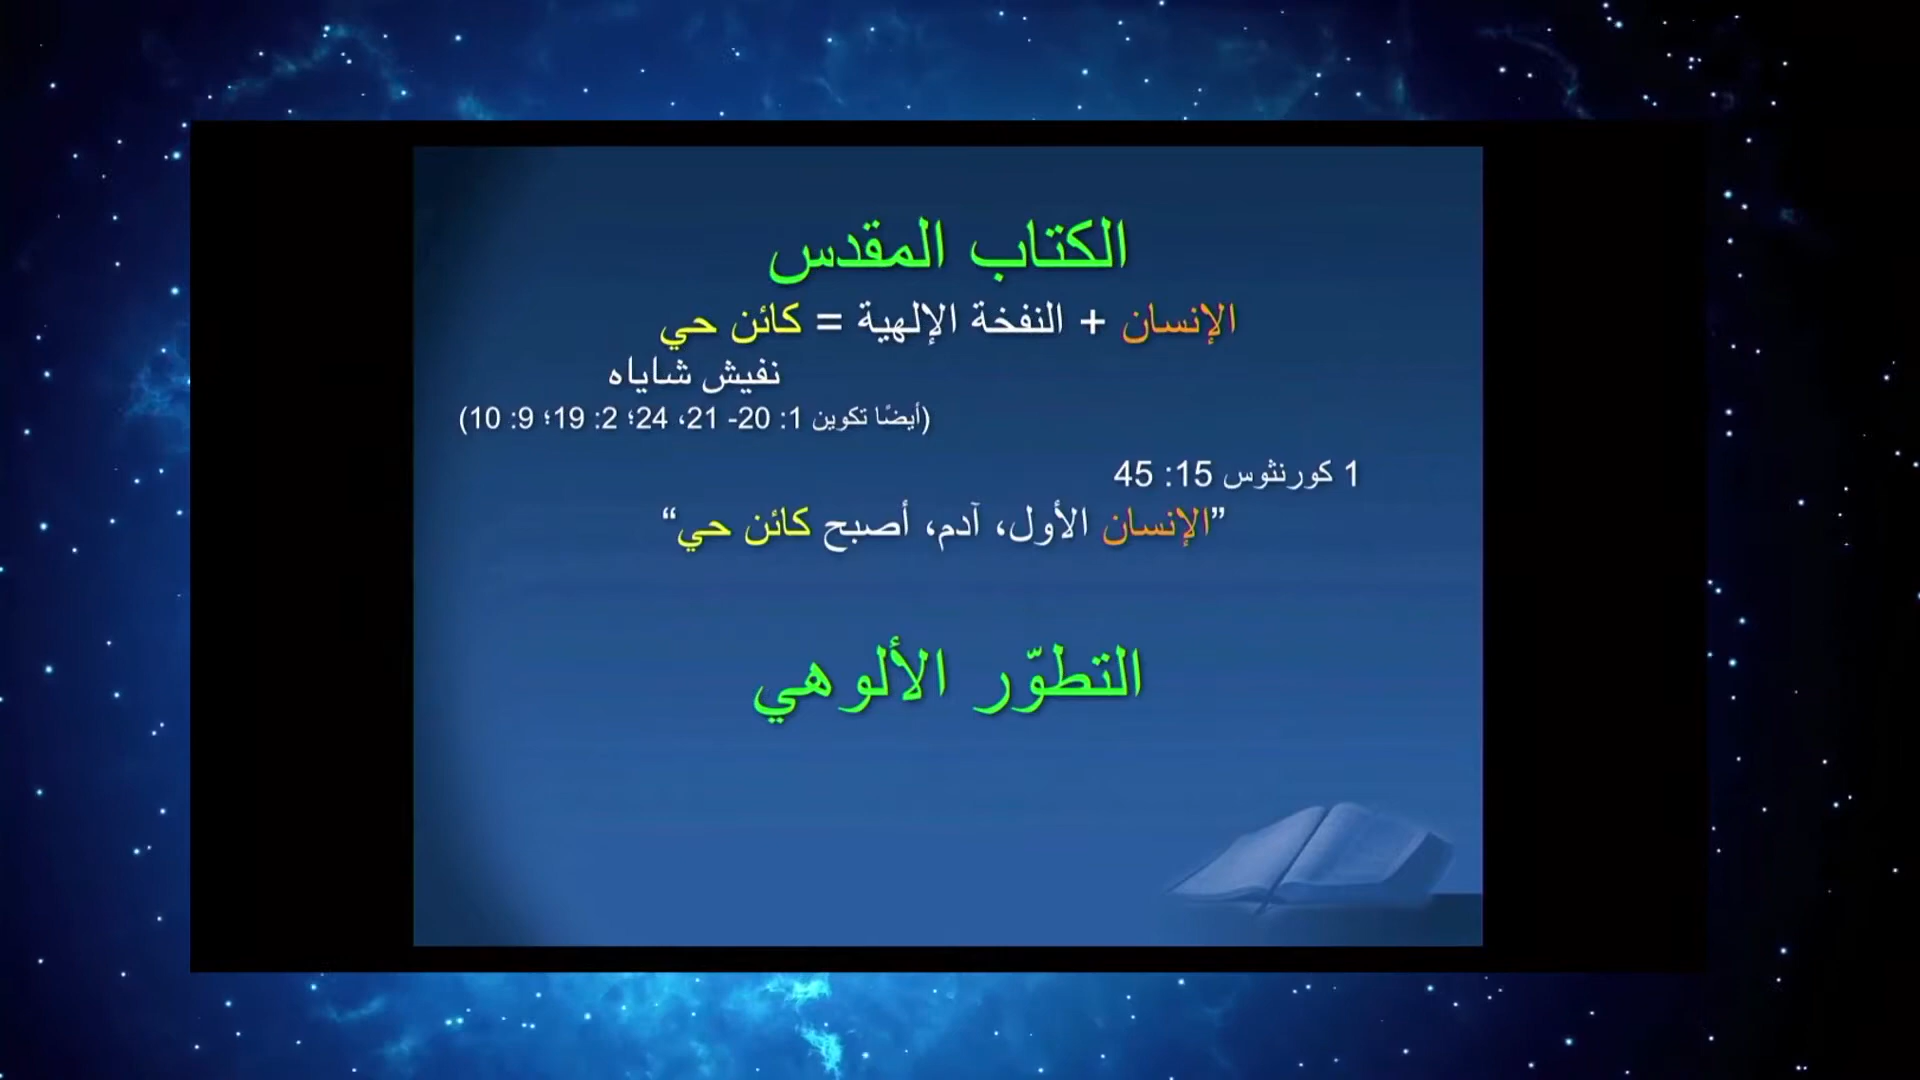 الكتاب المقدس
الإنسان + النفخة الإلهية = كائن حي
نفيش شاياه
(أيضًا تكوين 1: 20- 21، 24؛ 2: 19؛ 9: 10)
1 كورنثوس 15: 45
”الإنسان الأول، آدم، أصبح كائن حي“
التطوّر الألوهي